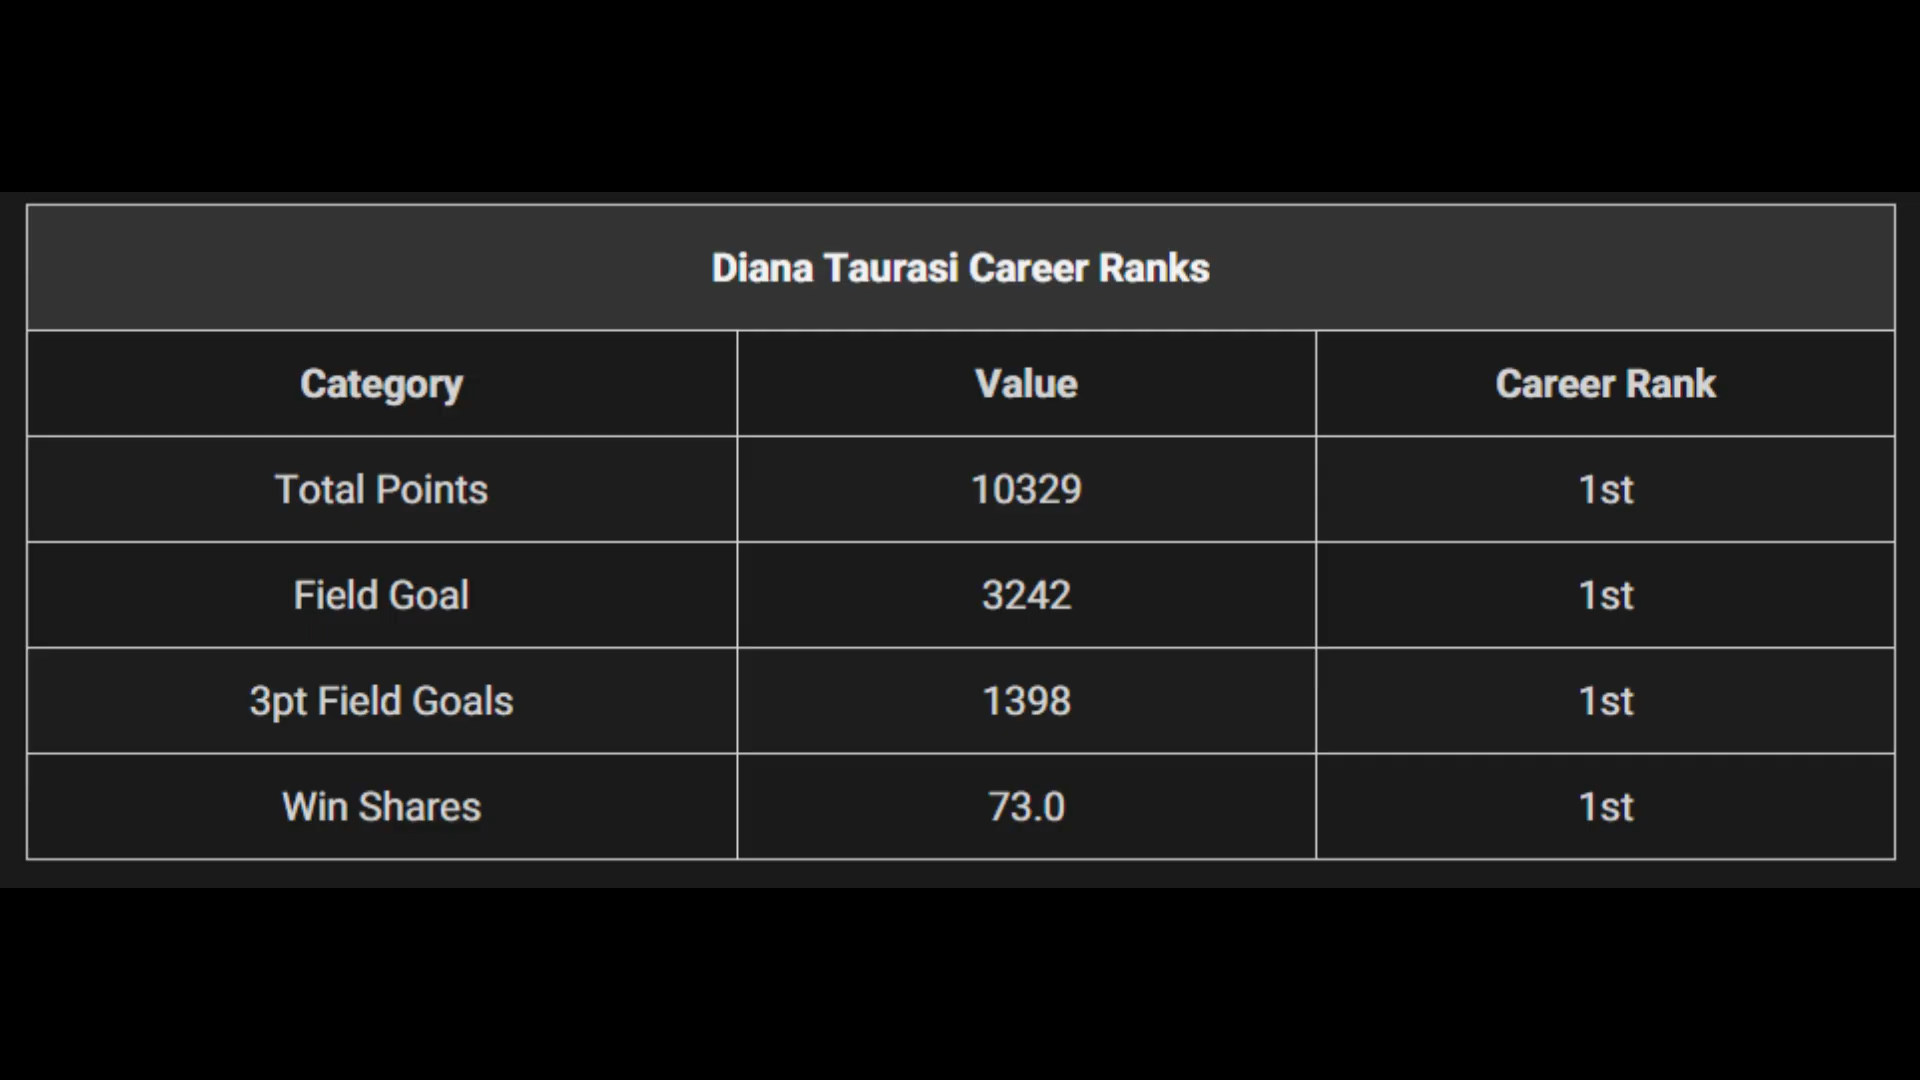 Diana Taurasi Career Ranks
Category Value Career Rank
Total Points 10329 1st
Field Goal 3242 1st
3pt Field Goals 1398 1st
Win Shares 73.0 1st